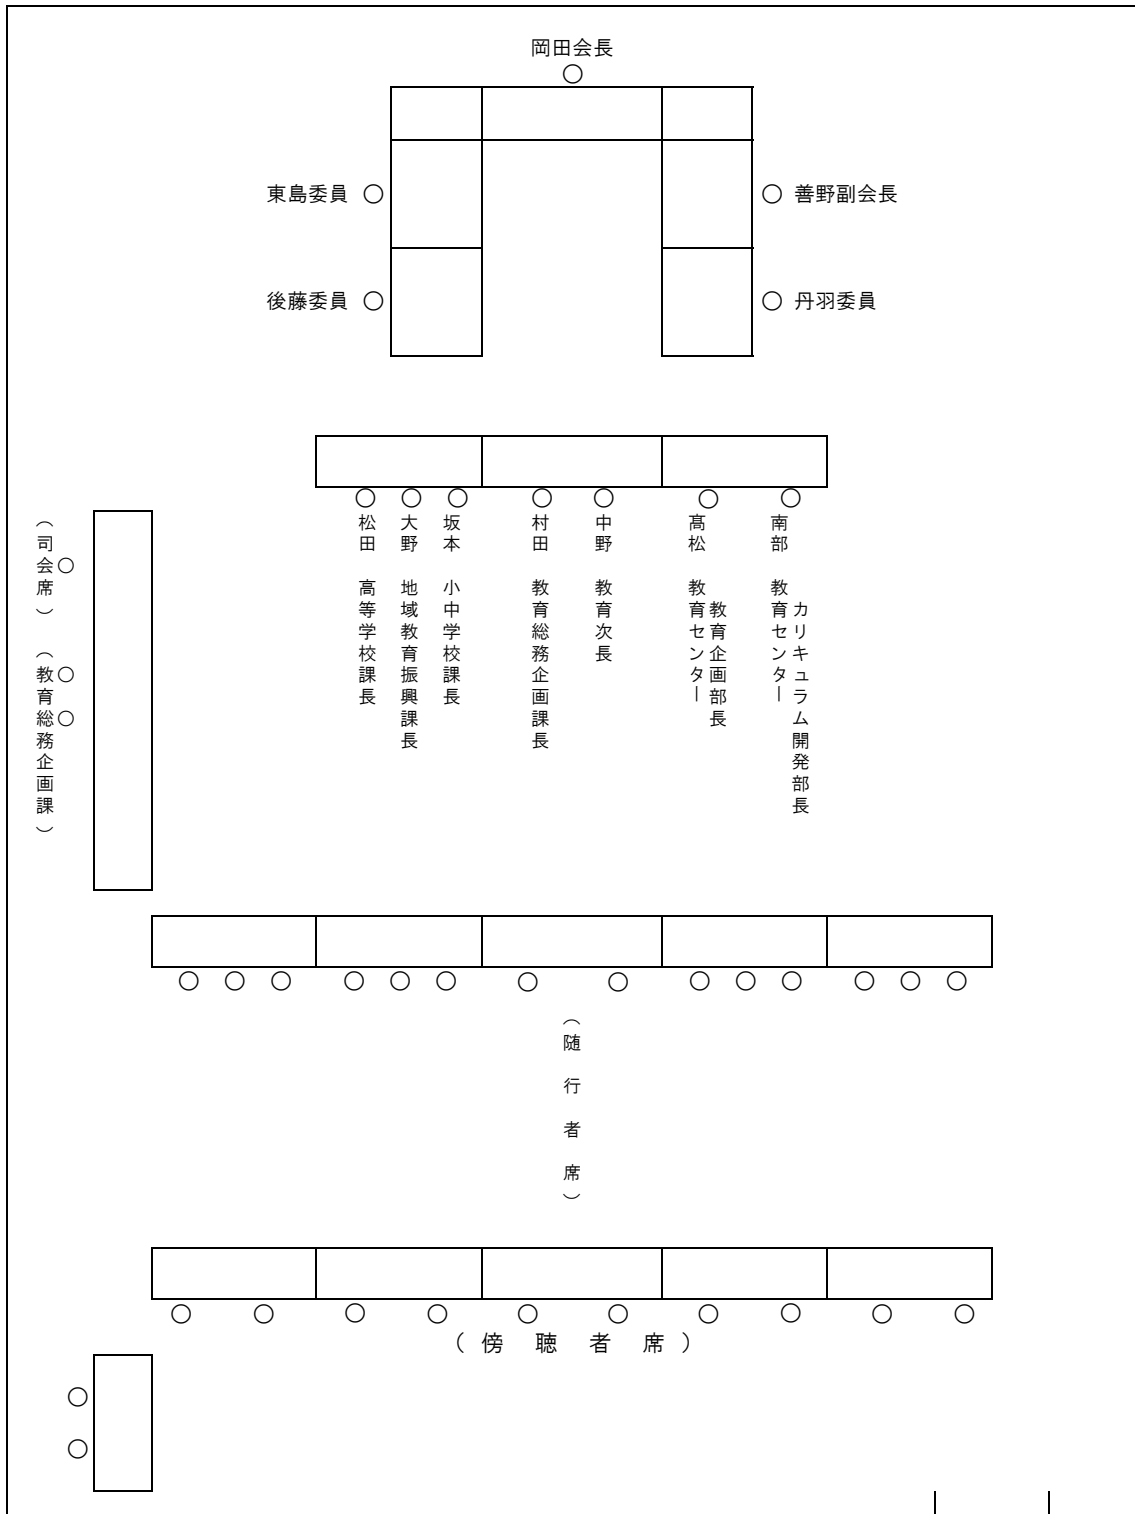 岡田会長
東島委員
善野副会長
後藤委員
丹羽委員
松田 高等学校課長
大野 地域教育振興課長
坂本 小中学校課長
村田 教育総務企画課長
中野 教育次長
髙松 教育センター
教育企画部長
南部 教育センター
カリキュラム開発部長
（司会席）（教育総務企画課）
（随行者席）
（傍聴者席）